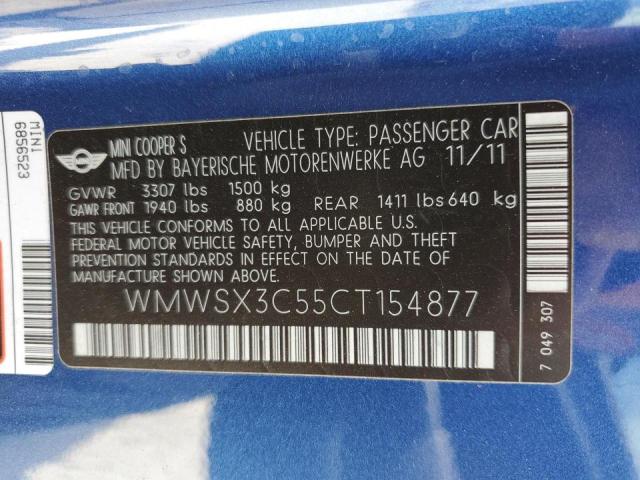 MINI COOPER S VEHICLE TYPE: PASSENGER CAR
MFD BY BAYERISCHE MOTORENWERKE AG 11/11
GVWR 3307 lbs 1500 kg
GAWR FRONT 1940 lbs 880 kg REAR 1411 lbs 640 kg
THIS VEHICLE CONFORMS TO ALL APPLICABLE U.S.
FEDERAL MOTOR VEHICLE SAFETY, BUMPER AND THEFT
PREVENTION STANDARDS IN EFFECT ON THE DATE OF
MANUFACTURE SHOWN ABOVE.
WMWSX3C55CT154877
7 049 307
MINI
6856523